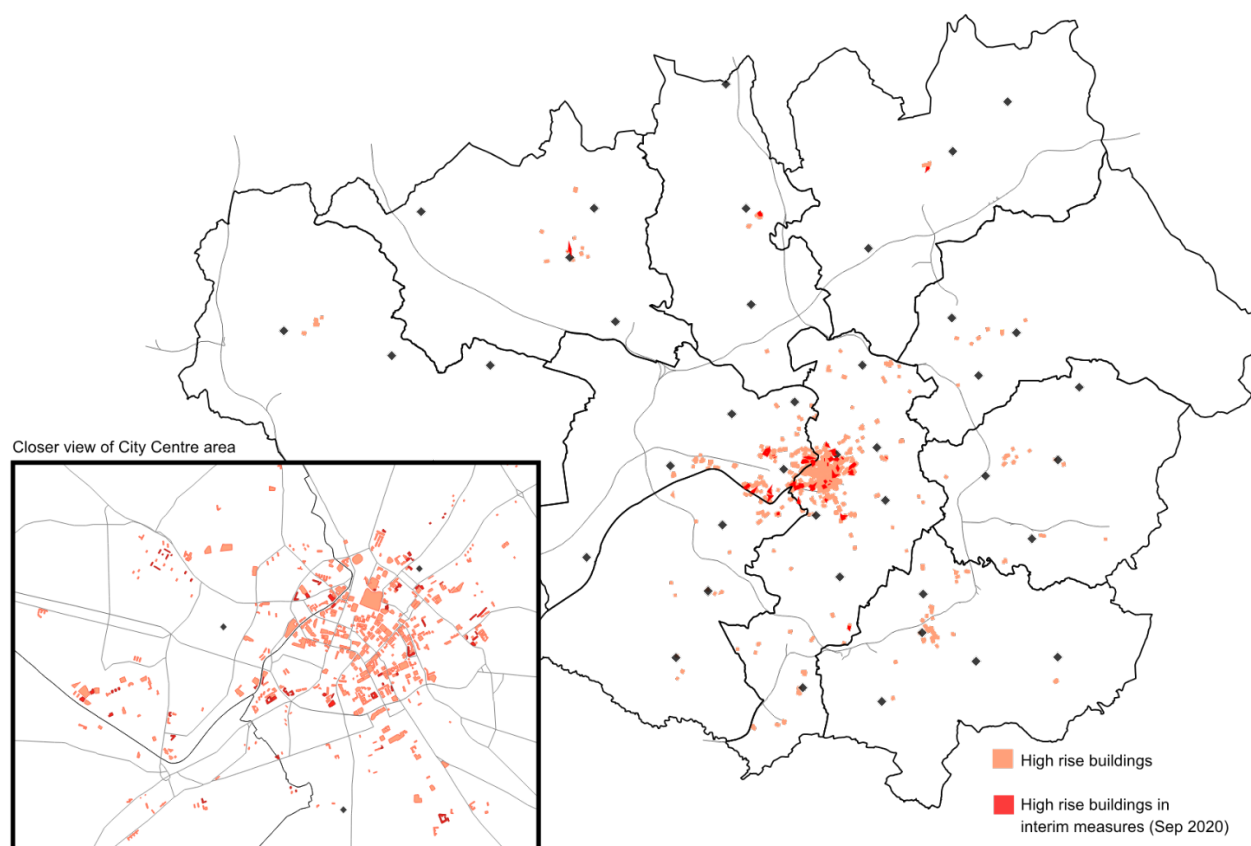 Closer view of City Centre area
High rise buildings
High rise buildings in
interim measures (Sep 2020)